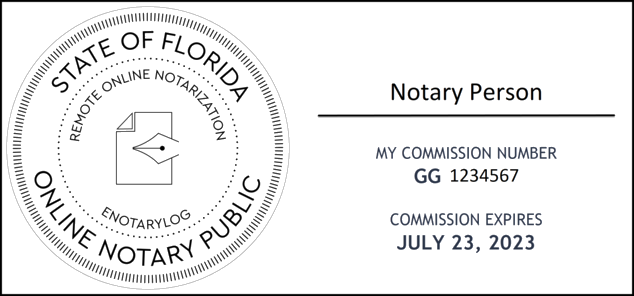 STATE OF FLORIDA
REMOTE ONLINE NOTARIZATION
ENOTARYLOG
ONLINE NOTARY PUBLIC
Notary Person
MY COMMISSION NUMBER
GG 1234567
COMMISSION EXPIRES
JULY 23, 2023